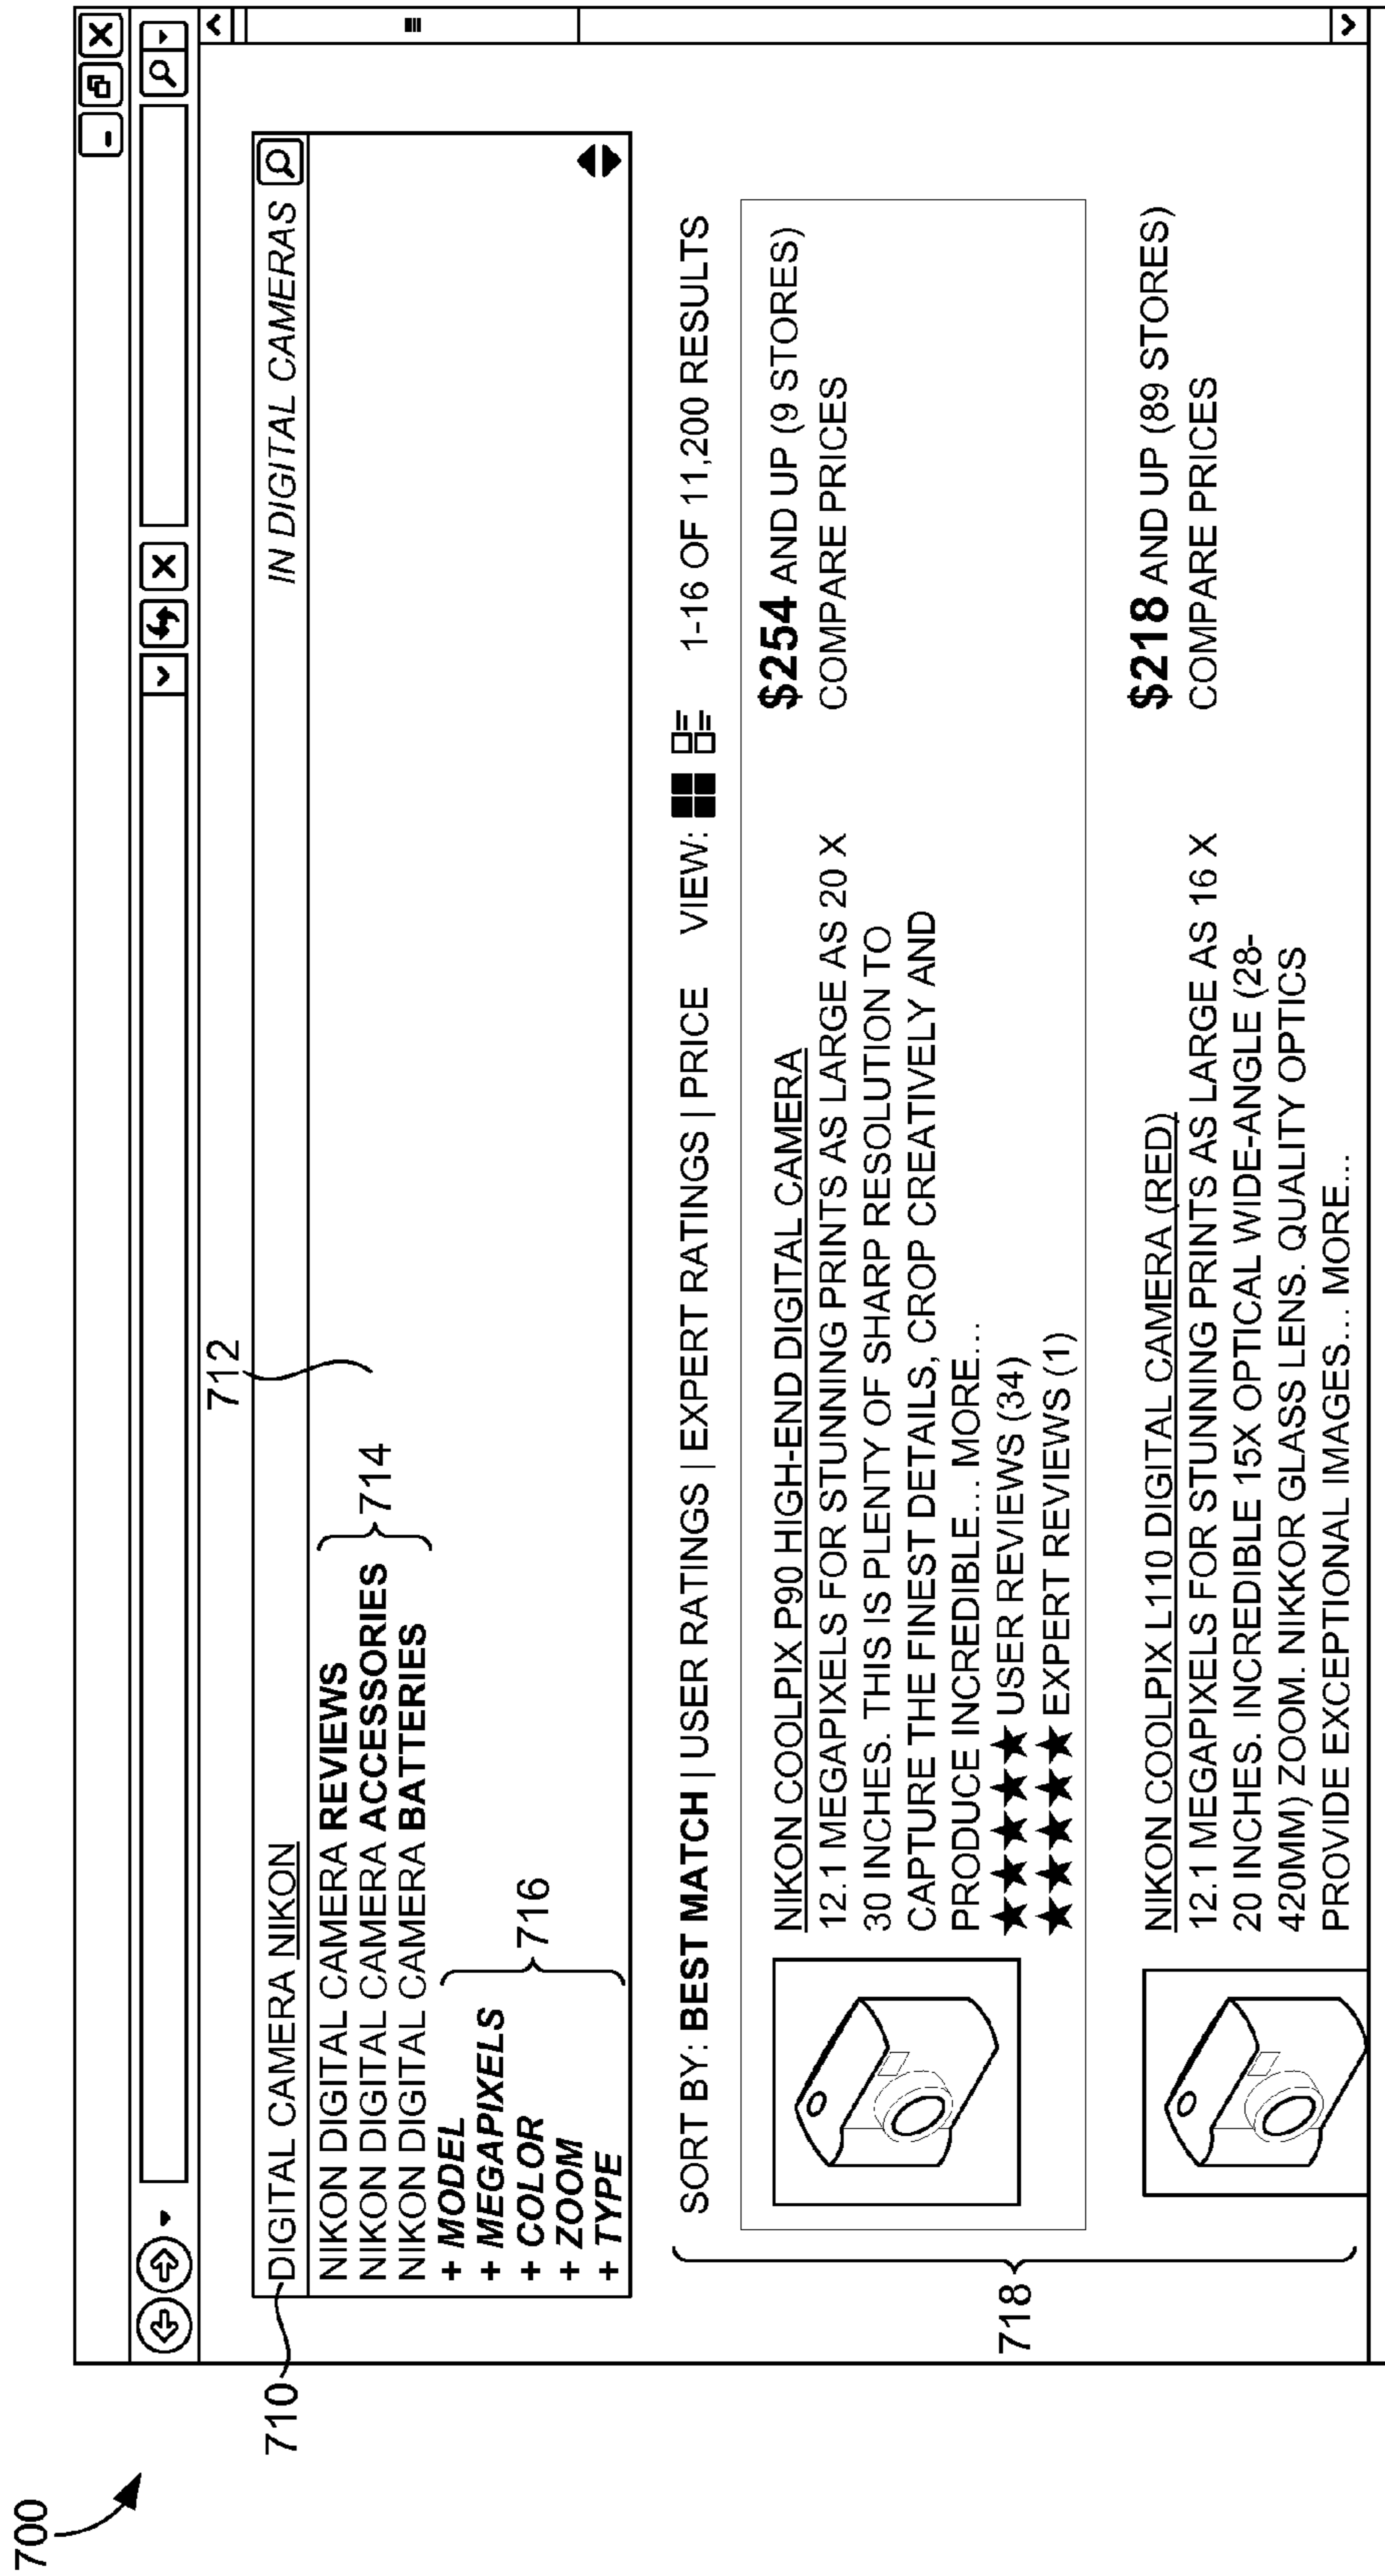 700
710
DIGITAL CAMERA NIKON
IN DIGITAL CAMERAS
712
NIKON DIGITAL CAMERA REVIEWS
NIKON DIGITAL CAMERA ACCESSORIES
NIKON DIGITAL CAMERA BATTERIES
714
+ MODEL
+ MEGAPIXELS
+ COLOR
+ ZOOM
+ TYPE
716
SORT BY: BEST MATCH | USER RATINGS | EXPERT RATINGS | PRICE VIEW: 1-16 OF 11,200 RESULTS
718
NIKON COOLPIX P90 HIGH-END DIGITAL CAMERA
12.1 MEGAPIXELS FOR STUNNING PRINTS AS LARGE AS 20 X
30 INCHES. THIS IS PLENTY OF SHARP RESOLUTION TO
CAPTURE THE FINEST DETAILS, CROP CREATIVELY AND
PRODUCE INCREDIBLE... MORE...
★★★★★ USER REVIEWS (34)
★★★★★ EXPERT REVIEWS (1)
$254 AND UP (9 STORES)
COMPARE PRICES
NIKON COOLPIX L110 DIGITAL CAMERA (RED)
12.1 MEGAPIXELS FOR STUNNING PRINTS AS LARGE AS 16 X
20 INCHES. INCREDIBLE 15X OPTICAL WIDE-ANGLE (28-
420MM) ZOOM. NIKKOR GLASS LENS. QUALITY OPTICS
PROVIDE EXCEPTIONAL IMAGES... MORE...
$218 AND UP (89 STORES)
COMPARE PRICES